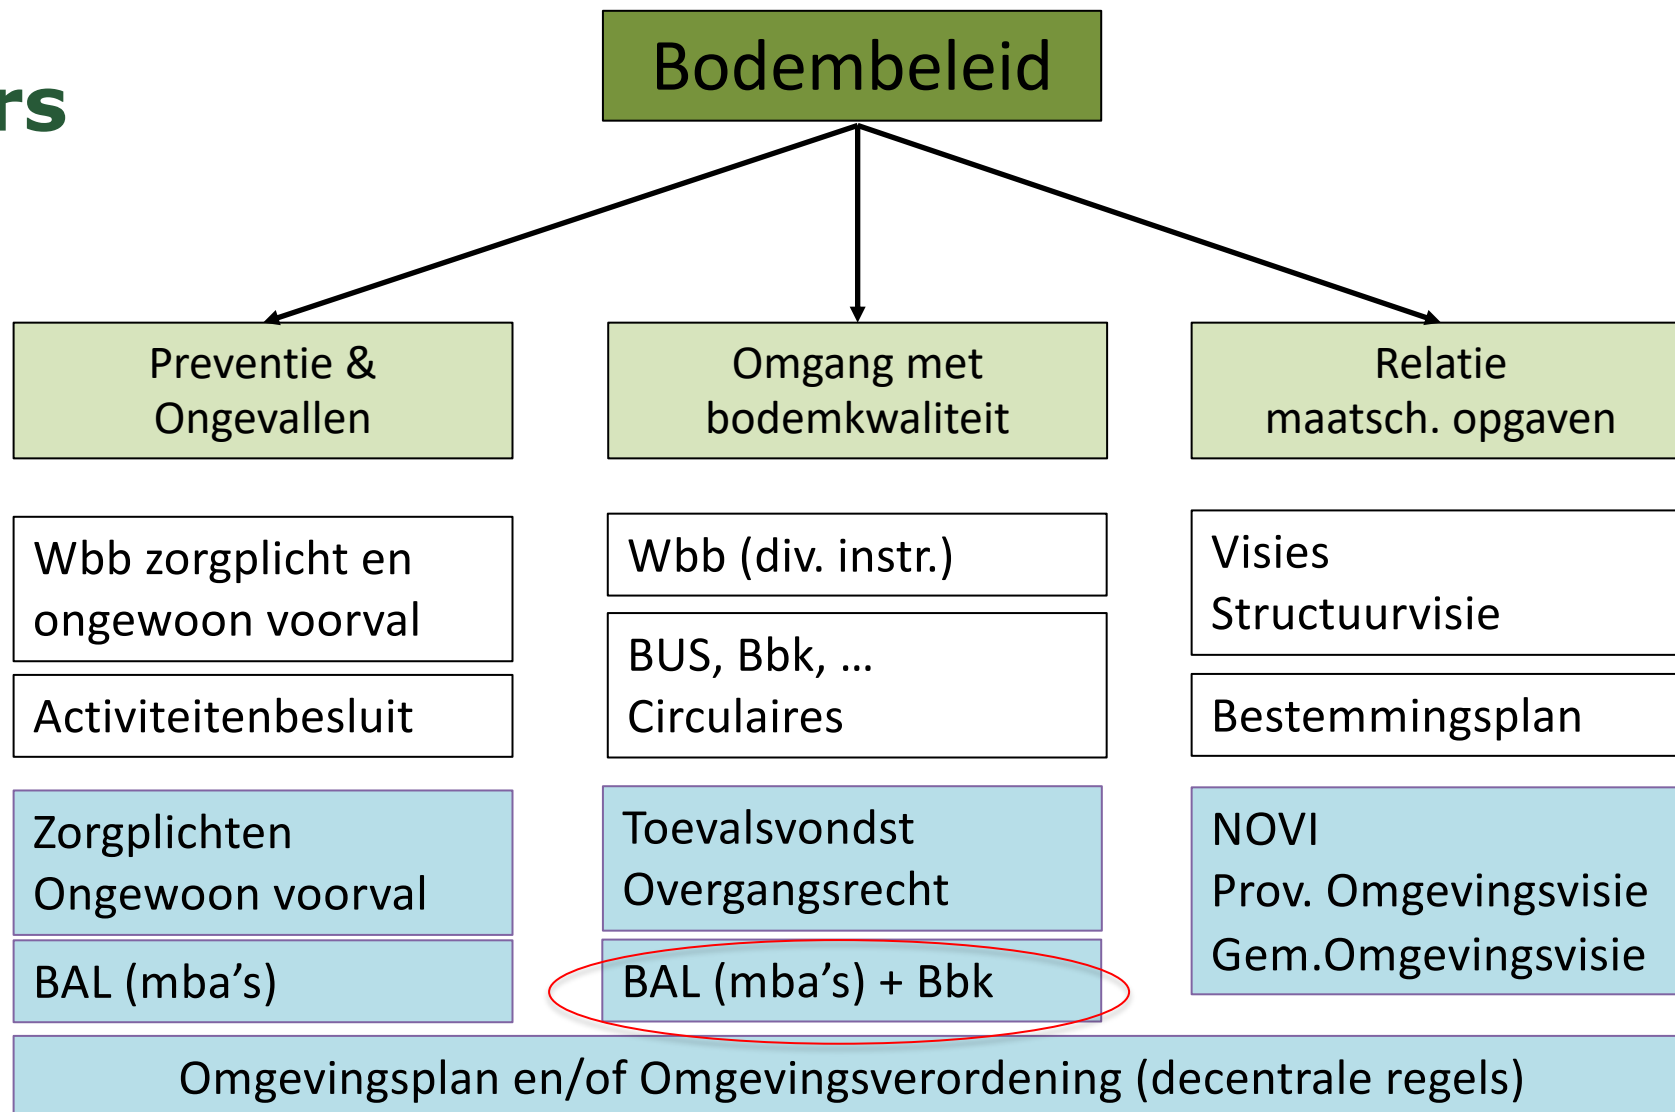 Bodembeleid
rs
Preventie &
Ongevallen
Omgang met
bodemkwaliteit
Relatie
maatsch. opgaven
Wbb zorgplicht en
ongewoon voorval
Activiteitenbesluit
Wbb (div. instr.)
BUS, Bbk, ...
Circulaires
Visies
Structuurvisie
Bestemmingsplan
Zorgplichten
Ongewoon voorval
BAL (mba’s)
Toevalsvondst
Overgangsrecht
BAL (mba’s) + Bbk
NOVI
Prov. Omgevingsvisie
Gem.Omgevingsvisie
Omgevingsplan en/of Omgevingsverordening (decentrale regels)